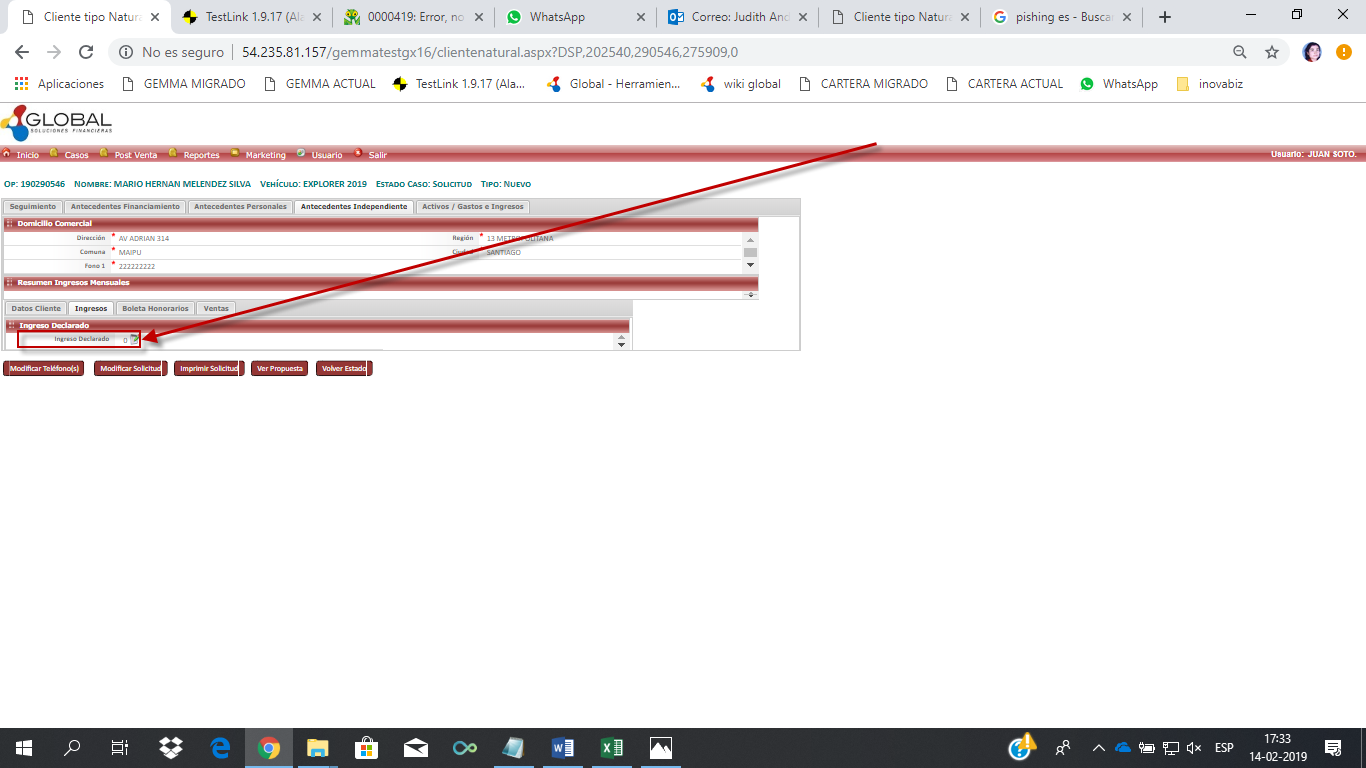 Cliente tipo Natura
TestLink 1.9.17 (Ala
0000419: Error, no
WhatsApp
Correo: Judith And
Cliente tipo Natura
pishing es - Buscar
No es seguro
54.235.81.157/gemmatestgx16/clientenatural.aspx?DSP,202540,290546,275909,0
Aplicaciones
GEMMA MIGRADO
GEMMA ACTUAL
TestLink 1.9.17 (Ala...
Global - Herramien...
wiki global
CARTERA MIGRADO
CARTERA ACTUAL
WhatsApp
inovabiz
GLOBAL
SOLUCIONES FINANCIERAS
Inicio Casos Post Venta Reportes Marketing Usuario Salir
Usuario: JUAN SOTO.
OP: 190290546 NOMBRE: MARIO HERNAN MELENDEZ SILVA VEHÍCULO: EXPLORER 2019 ESTADO CASO: SOLICITUD TIPO: NUEVO
Seguimiento Antecedentes Financiamiento Antecedentes Personales Antecedentes Independiente Activos / Gastos e Ingresos
Domicilio Comercial
Dirección * AV ADRIAN 314 Región * 13 METROPOLITANA
Comuna * MAIPU Ciudad * SANTIAGO
Fono 1 * 222222222
Resumen Ingresos Mensuales
Datos Cliente Ingresos Boleta Honorarios Ventas
Ingreso Declarado
Ingreso Declarado 0
Modificar Teléfono(s) Modificar Solicitud Imprimir Solicitud Ver Propuesta Volver Estado
ESP
17:33
14-02-2019